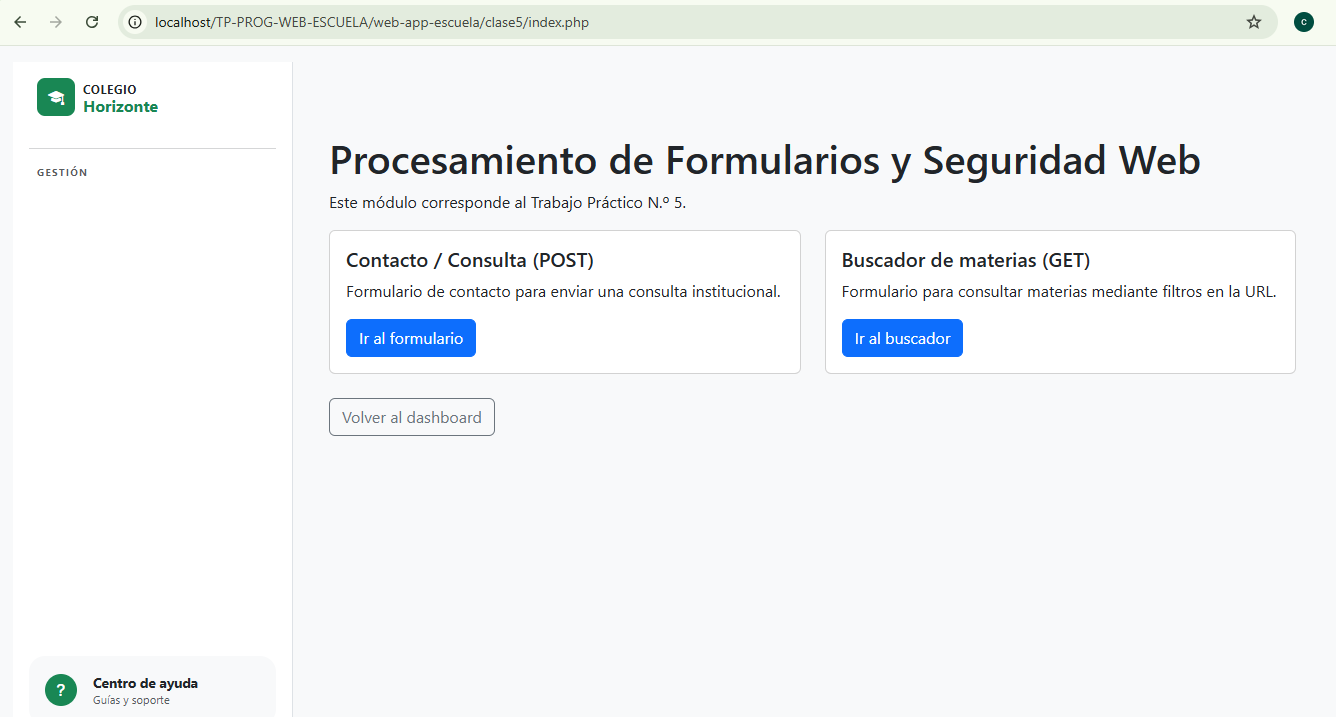 localhost/TP-PROG-WEB-ESCUELA/web-app-escuela/clase5/index.php
c
COLEGIO
Horizonte
GESTIÓN
Procesamiento de Formularios y Seguridad Web
Este módulo corresponde al Trabajo Práctico N.º 5.
Contacto / Consulta (POST)
Formulario de contacto para enviar una consulta institucional.
Ir al formulario
Buscador de materias (GET)
Formulario para consultar materias mediante filtros en la URL.
Ir al buscador
Volver al dashboard
?
Centro de ayuda
Guías y soporte